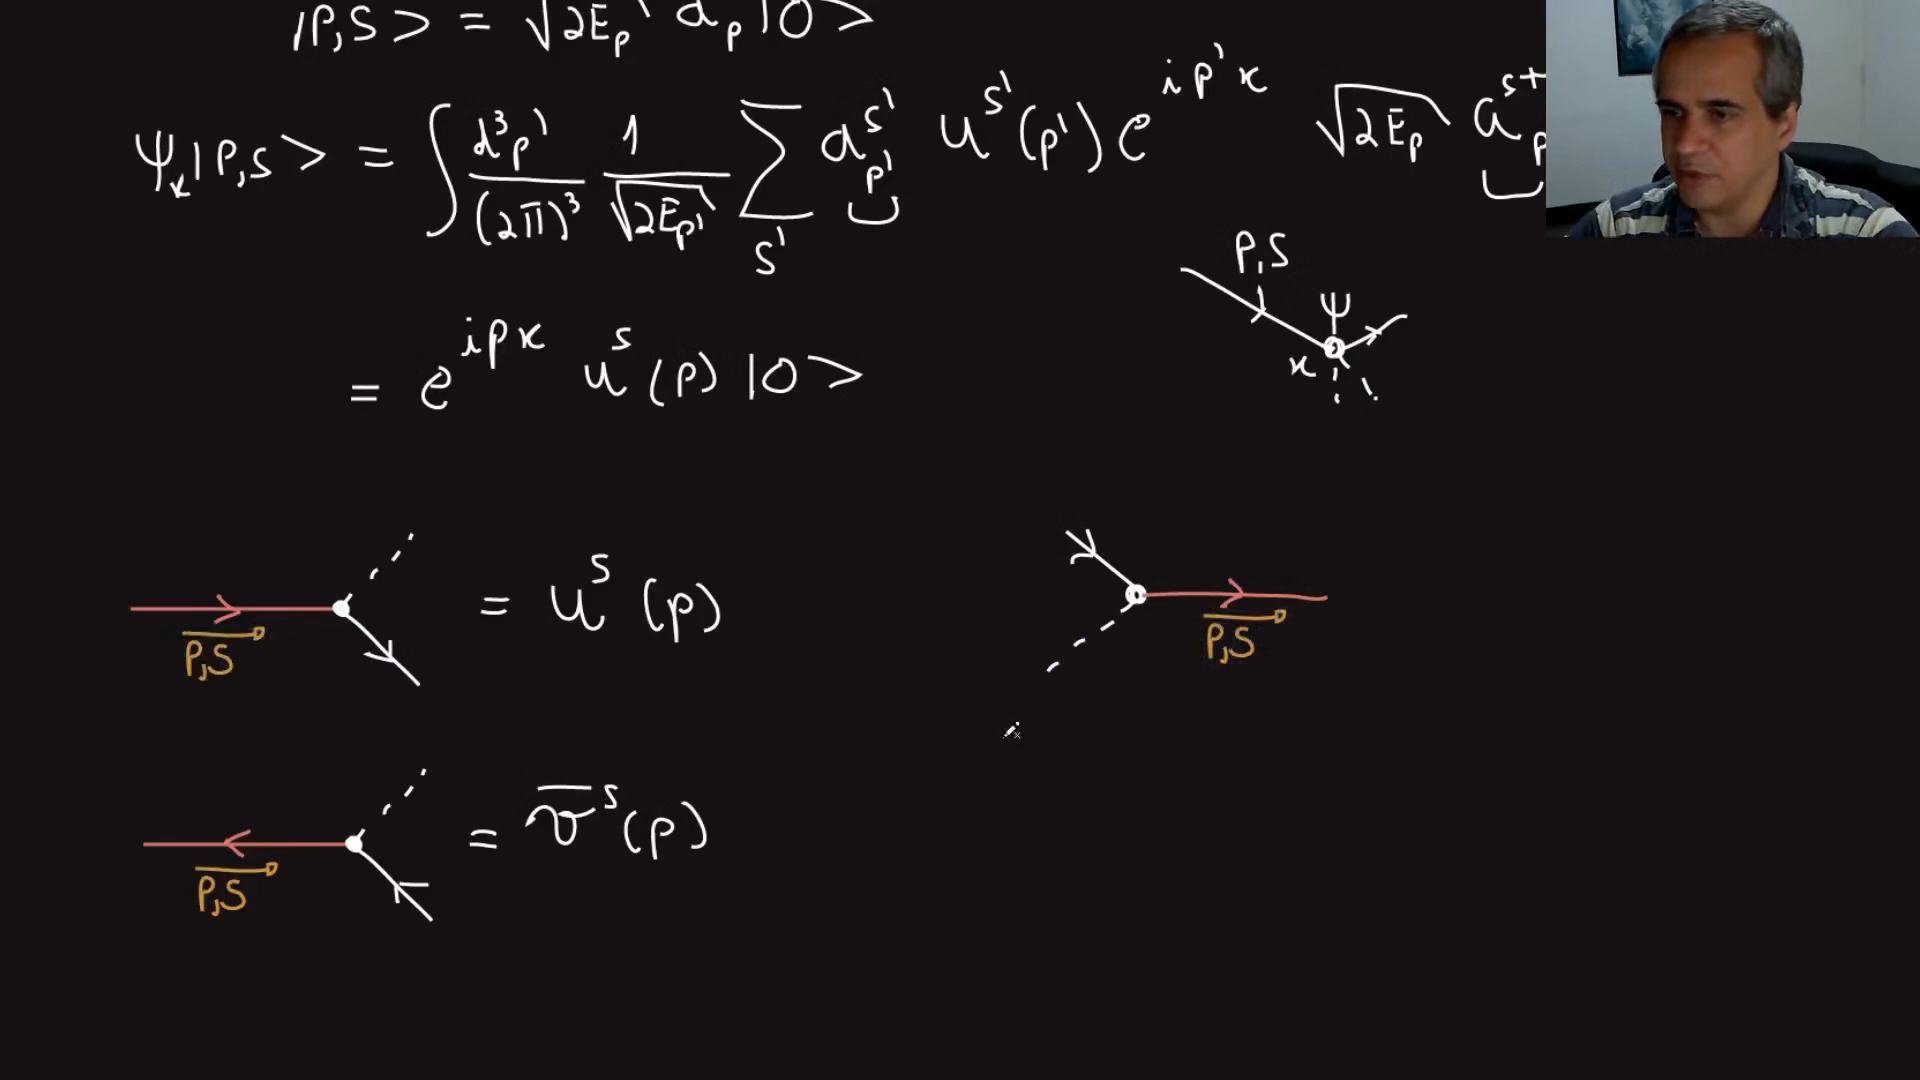 |P,S> = √2E_p a_p |0>
Ψ_x |P,S> = ∫ d³p'/(2π)³ 1/√2E_p' Σ_s' a_p'^s' u^s'(p') e^ip'x √2E_p a_p^s†
P,S
Ψ
x
= e^ipx u^s(p) |0>
P,S = u^s(p)
P,S
P,S = v̄^s(p)